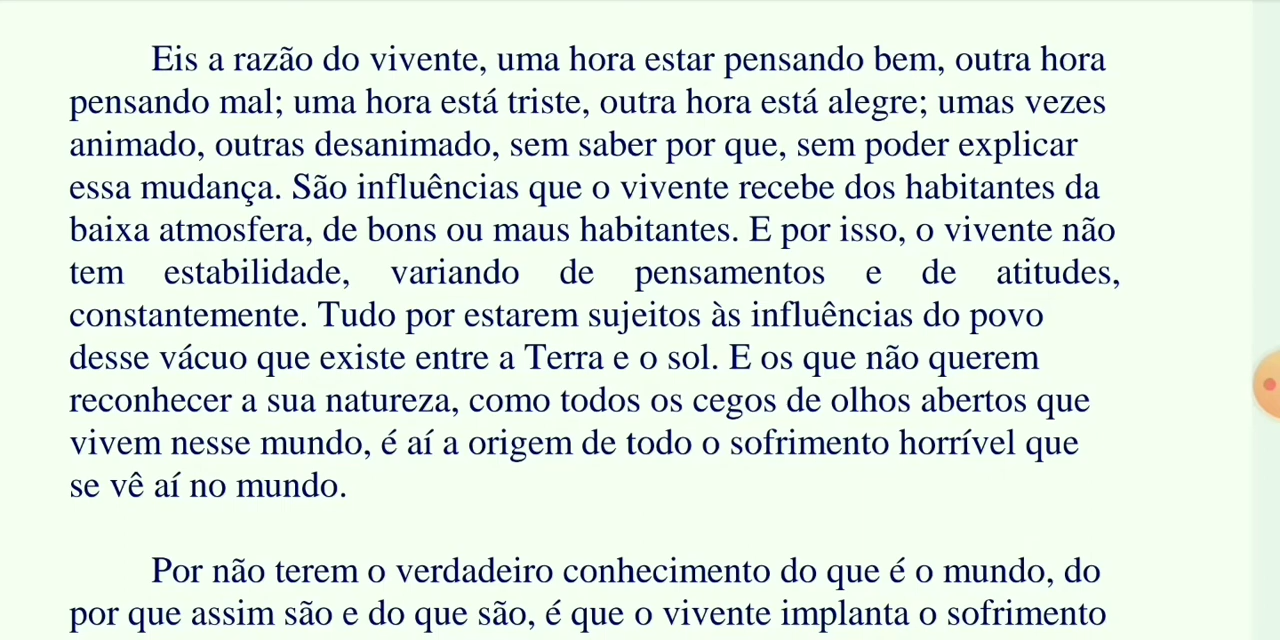 Eis a razão do vivente, uma hora estar pensando bem, outra hora
pensando mal; uma hora está triste, outra hora está alegre; umas vezes
animado, outras desanimado, sem saber por que, sem poder explicar
essa mudança. São influências que o vivente recebe dos habitantes da
baixa atmosfera, de bons ou maus habitantes. E por isso, o vivente não
tem estabilidade, variando de pensamentos e de atitudes,
constantemente. Tudo por estarem sujeitos às influências do povo
desse vácuo que existe entre a Terra e o sol. E os que não querem
reconhecer a sua natureza, como todos os cegos de olhos abertos que
vivem nesse mundo, é aí a origem de todo o sofrimento horrível que
se vê aí no mundo.
Por não terem o verdadeiro conhecimento do que é o mundo, do
por que assim são e do que são, é que o vivente implanta o sofrimento